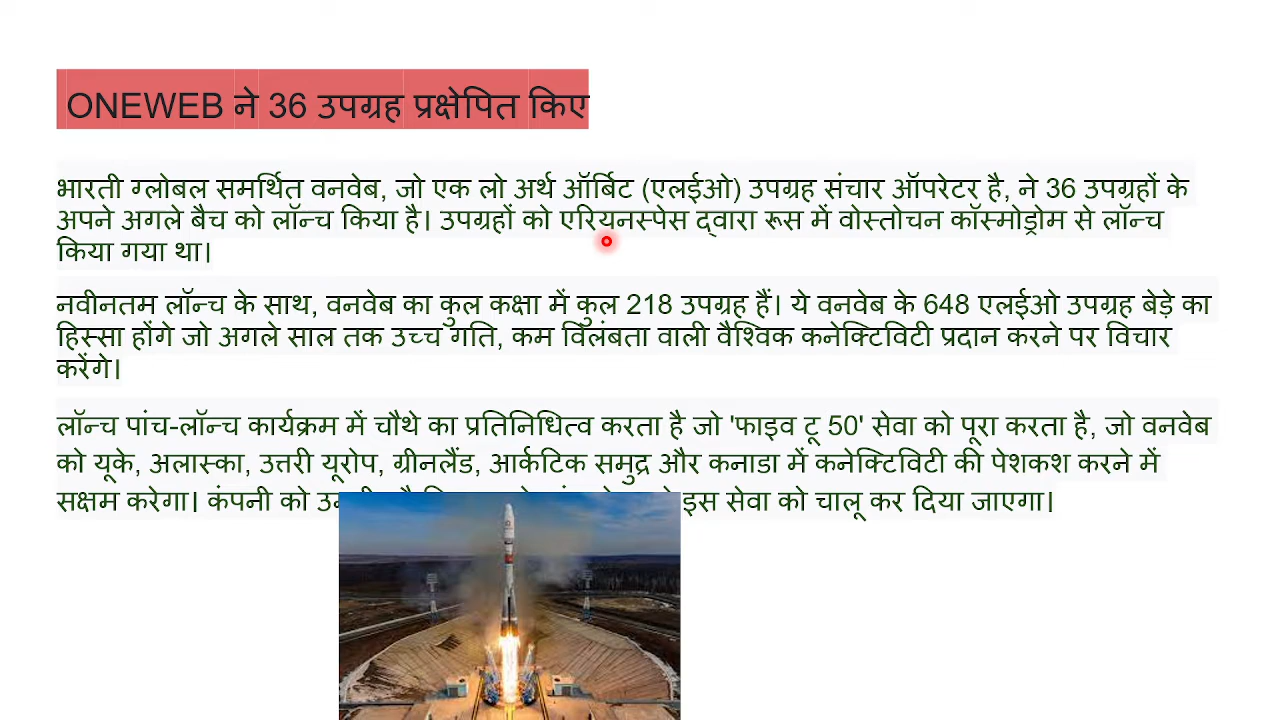 ONEWEB ने 36 उपग्रह प्रक्षेपित किए
भारती ग्लोबल समर्थित वनवेब, जो एक लो अर्थ ऑर्बिट (एलईओ) उपग्रह संचार ऑपरेटर है, ने 36 उपग्रहों के
अपने अगले बैच को लॉन्च किया है। उपग्रहों को एरियनस्पेस द्वारा रूस में वोस्तोचन कॉस्मोड्रोम से लॉन्च
किया गया था।
नवीनतम लॉन्च के साथ, वनवेब का कुल कक्षा में कुल 218 उपग्रह हैं। ये वनवेब के 648 एलईओ उपग्रह बेड़े का
हिस्सा होंगे जो अगले साल तक उच्च गति, कम विलंबता वाली वैश्विक कनेक्टिविटी प्रदान करने पर विचार
करेंगे।
लॉन्च पांच-लॉन्च कार्यक्रम में चौथे का प्रतिनिधित्व करता है जो 'फाइव टू 50' सेवा को पूरा करता है, जो वनवेब
को यूके, अलास्का, उत्तरी यूरोप, ग्रीनलैंड, आर्कटिक समुद्र और कनाडा में कनेक्टिविटी की पेशकश करने में
सक्षम करेगा। कंपनी को इस सेवा को चालू कर दिया जाएगा।